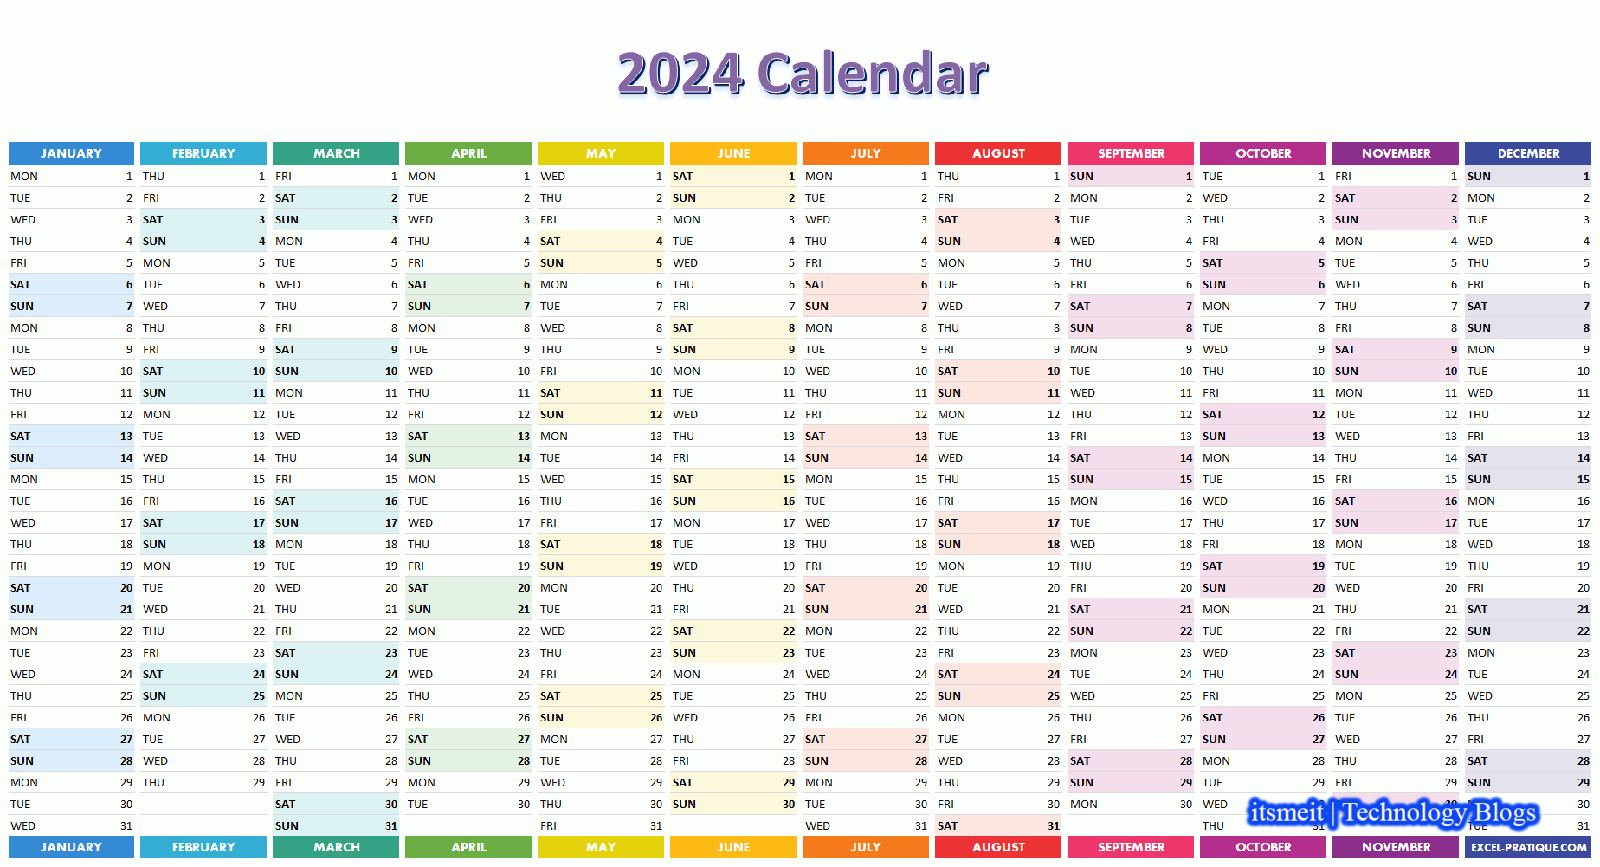 2024 Calendar
JANUARY FEBRUARY MARCH APRIL MAY JUNE JULY AUGUST SEPTEMBER OCTOBER NOVEMBER DECEMBER
MON 1 THU 1 FRI 1 MON 1 WED 1 SAT 1 MON 1 THU 1 SUN 1 TUE 1 FRI 1 SUN 1
TUE 2 FRI 2 SAT 2 TUE 2 THU 2 SUN 2 TUE 2 FRI 2 MON 2 WED 2 SAT 2 MON 2
WED 3 SAT 3 SUN 3 WED 3 FRI 3 MON 3 WED 3 SAT 3 TUE 3 THU 3 SUN 3 TUE 3
THU 4 SUN 4 MON 4 THU 4 SAT 4 TUE 4 THU 4 SUN 4 WED 4 FRI 4 MON 4 WED 4
FRI 5 MON 5 TUE 5 FRI 5 SUN 5 WED 5 FRI 5 MON 5 THU 5 SAT 5 TUE 5 THU 5
SAT 6 TUE 6 WED 6 SAT 6 MON 6 THU 6 SAT 6 TUE 6 FRI 6 SUN 6 WED 6 FRI 6
SUN 7 WED 7 THU 7 SUN 7 TUE 7 FRI 7 SUN 7 WED 7 SAT 7 MON 7 THU 7 SAT 7
MON 8 THU 8 FRI 8 MON 8 WED 8 SAT 8 MON 8 THU 8 SUN 8 TUE 8 FRI 8 SUN 8
TUE 9 FRI 9 SAT 9 TUE 9 THU 9 SUN 9 TUE 9 FRI 9 MON 9 WED 9 SAT 9 MON 9
WED 10 SAT 10 SUN 10 WED 10 FRI 10 MON 10 WED 10 SAT 10 TUE 10 THU 10 SUN 10 TUE 10
THU 11 SUN 11 MON 11 THU 11 SAT 11 TUE 11 THU 11 SUN 11 WED 11 FRI 11 MON 11 WED 11
FRI 12 MON 12 TUE 12 FRI 12 SUN 12 WED 12 FRI 12 MON 12 THU 12 SAT 12 TUE 12 THU 12
SAT 13 TUE 13 WED 13 SAT 13 MON 13 THU 13 SAT 13 TUE 13 FRI 13 SUN 13 WED 13 FRI 13
SUN 14 WED 14 THU 14 SUN 14 TUE 14 FRI 14 SUN 14 WED 14 SAT 14 MON 14 THU 14 SAT 14
MON 15 THU 15 FRI 15 MON 15 WED 15 SAT 15 MON 15 THU 15 SUN 15 TUE 15 FRI 15 SUN 15
TUE 16 FRI 16 SAT 16 TUE 16 THU 16 SUN 16 TUE 16 FRI 16 MON 16 WED 16 SAT 16 MON 16
WED 17 SAT 17 SUN 17 WED 17 FRI 17 MON 17 WED 17 SAT 17 TUE 17 THU 17 SUN 17 TUE 17
THU 18 SUN 18 MON 18 THU 18 SAT 18 TUE 18 THU 18 SUN 18 WED 18 FRI 18 MON 18 WED 18
FRI 19 MON 19 TUE 19 FRI 19 SUN 19 WED 19 FRI 19 MON 19 THU 19 SAT 19 TUE 19 THU 19
SAT 20 TUE 20 WED 20 SAT 20 MON 20 THU 20 SAT 20 TUE 20 FRI 20 SUN 20 WED 20 FRI 20
SUN 21 WED 21 THU 21 SUN 21 TUE 21 FRI 21 SUN 21 WED 21 SAT 21 MON 21 THU 21 SAT 21
MON 22 THU 22 FRI 22 MON 22 WED 22 SAT 22 MON 22 THU 22 SUN 22 TUE 22 FRI 22 SUN 22
TUE 23 FRI 23 SAT 23 TUE 23 THU 23 SUN 23 TUE 23 FRI 23 MON 23 WED 23 SAT 23 MON 23
WED 24 SAT 24 SUN 24 WED 24 FRI 24 MON 24 WED 24 SAT 24 TUE 24 THU 24 SUN 24 TUE 24
THU 25 SUN 25 MON 25 THU 25 SAT 25 TUE 25 THU 25 SUN 25 WED 25 FRI 25 MON 25 WED 25
FRI 26 MON 26 TUE 26 FRI 26 SUN 26 WED 26 FRI 26 MON 26 THU 26 SAT 26 TUE 26 THU 26
SAT 27 TUE 27 WED 27 SAT 27 MON 27 THU 27 SAT 27 TUE 27 FRI 27 SUN 27 WED 27 FRI 27
SUN 28 WED 28 THU 28 SUN 28 TUE 28 FRI 28 SUN 28 WED 28 SAT 28 MON 28 THU 28 SAT 28
MON 29 THU 29 FRI 29 MON 29 WED 29 SAT 29 MON 29 THU 29 SUN 29 TUE 29 FRI 29 SUN 29
TUE 30 SAT 30 TUE 30 THU 30 SUN 30 TUE 30 FRI 30 MON 30 WED 30 30
itsmeit | Technology Blogs
WED 31 SUN 31 FRI 31 WED 31 SAT 31 THU 31 TUE 31
JANUARY FEBRUARY MARCH APRIL MAY JUNE JULY AUGUST SEPTEMBER OCTOBER NOVEMBER EXCEL-PRATIQUE.COM